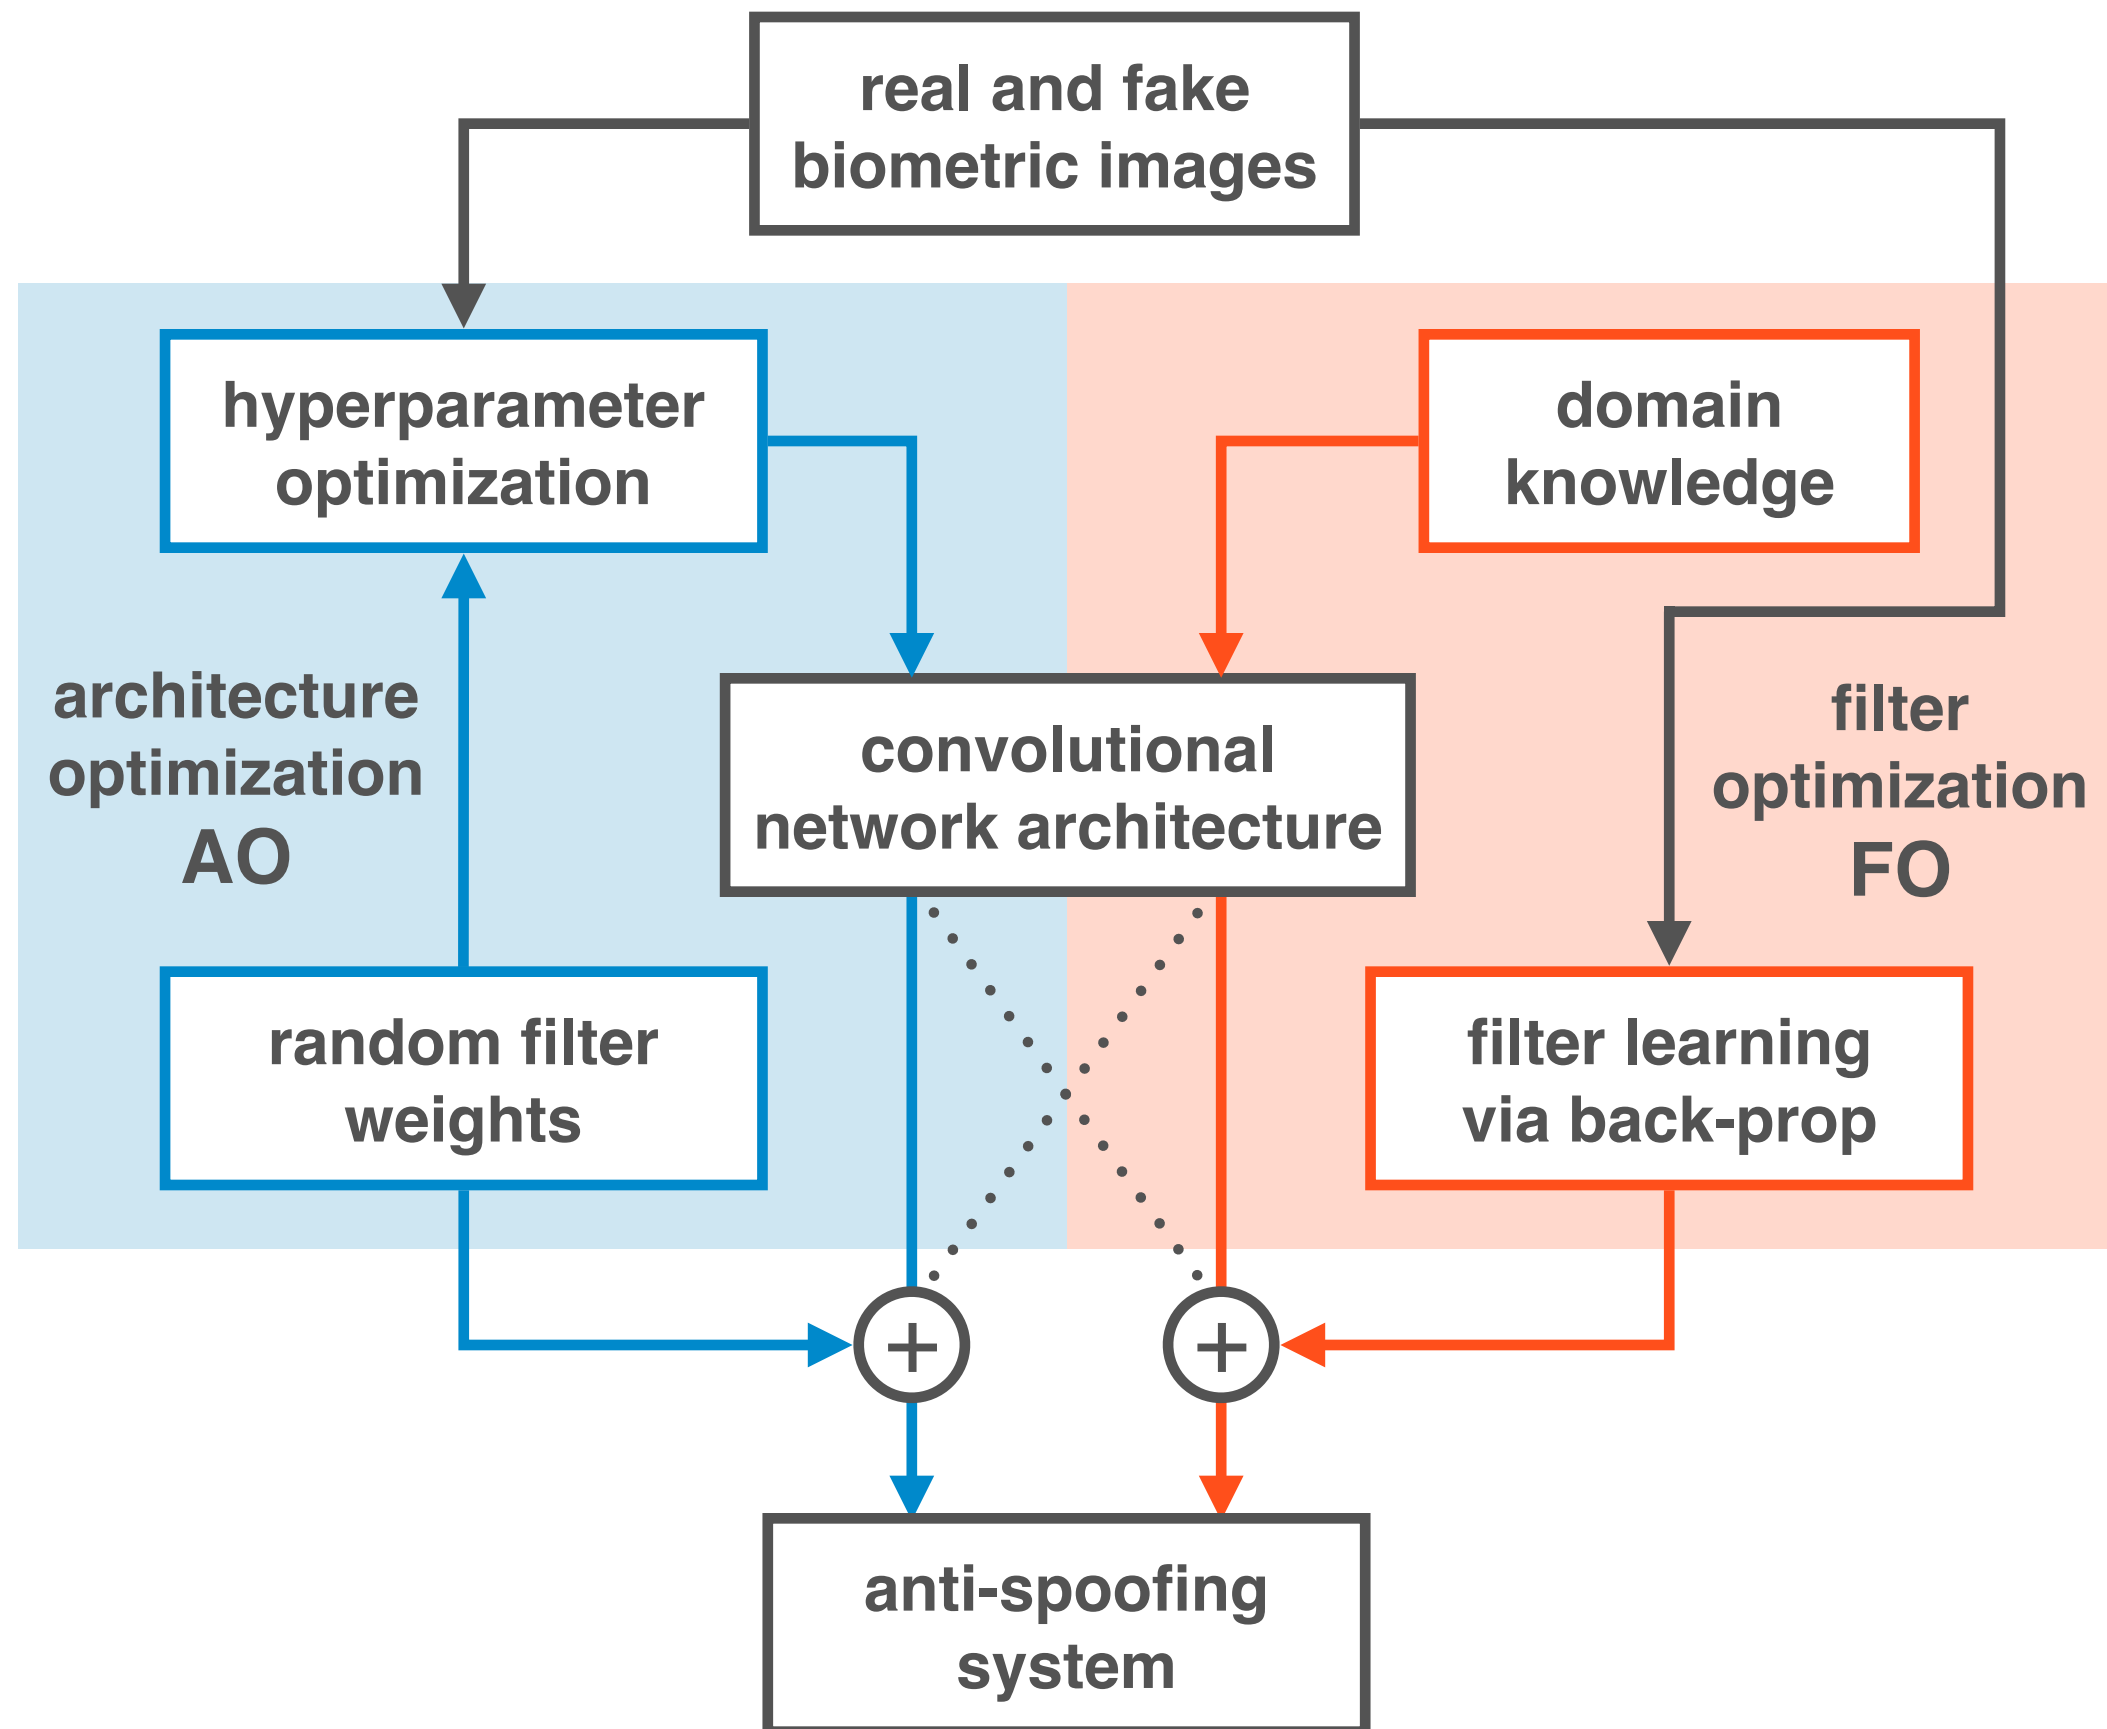 real and fake
biometric images
hyperparameter
optimization
domain
knowledge
architecture
optimization
AO
convolutional
network architecture
filter
optimization
FO
random filter
weights
filter learning
via back-prop
+
+
anti-spoofing
system